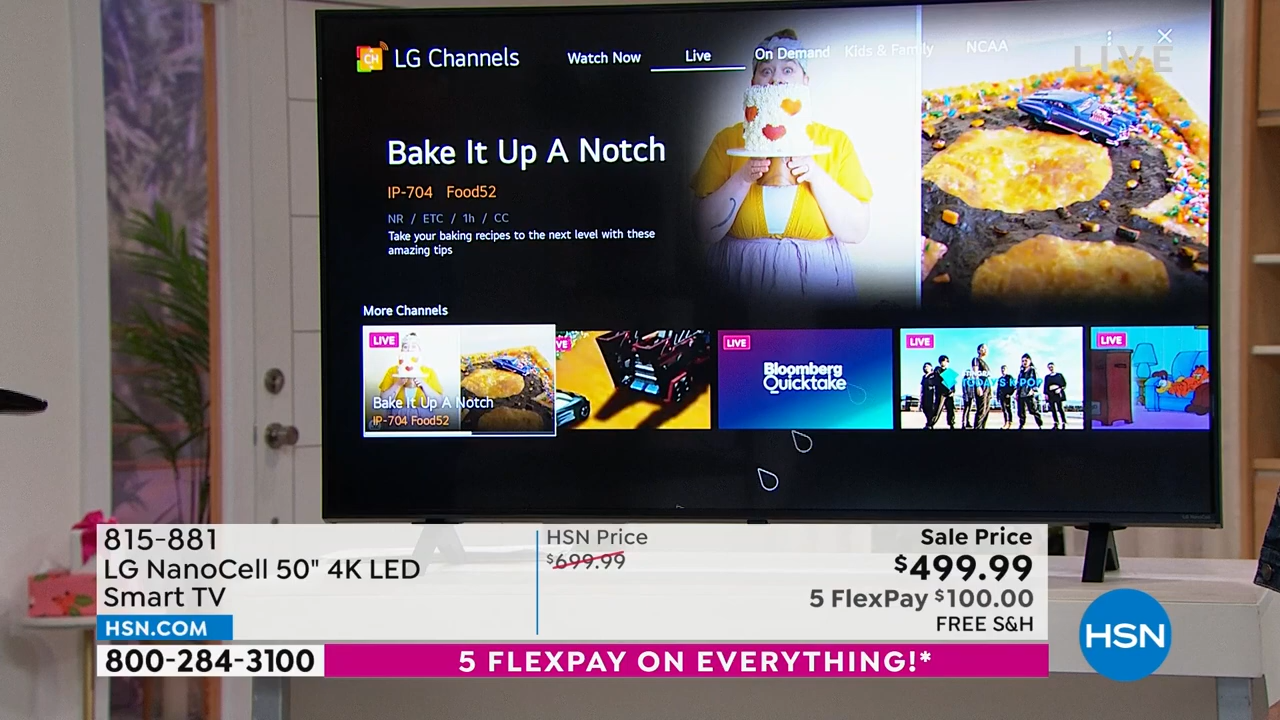 CH LG Channels
Watch Now Live On Demand Kids & Family NCAA
LIVE
Bake It Up A Notch
IP-704 Food52
NR / ETC / 1h / CC
Take your baking recipes to the next level with these
amazing tips
More Channels
LIVE
Bake It Up A Notch
IP-704 Food52
LIVE
Bloomberg
Quicktake
LIVE
TODAY'S K-POP
LIVE
815-881
LG NanoCell 50" 4K LED
Smart TV
HSN.COM
800-284-3100
HSN Price
$699.99
Sale Price
$499.99
5 FlexPay $100.00
FREE S&H
5 FLEXPAY ON EVERYTHING!*
HSN